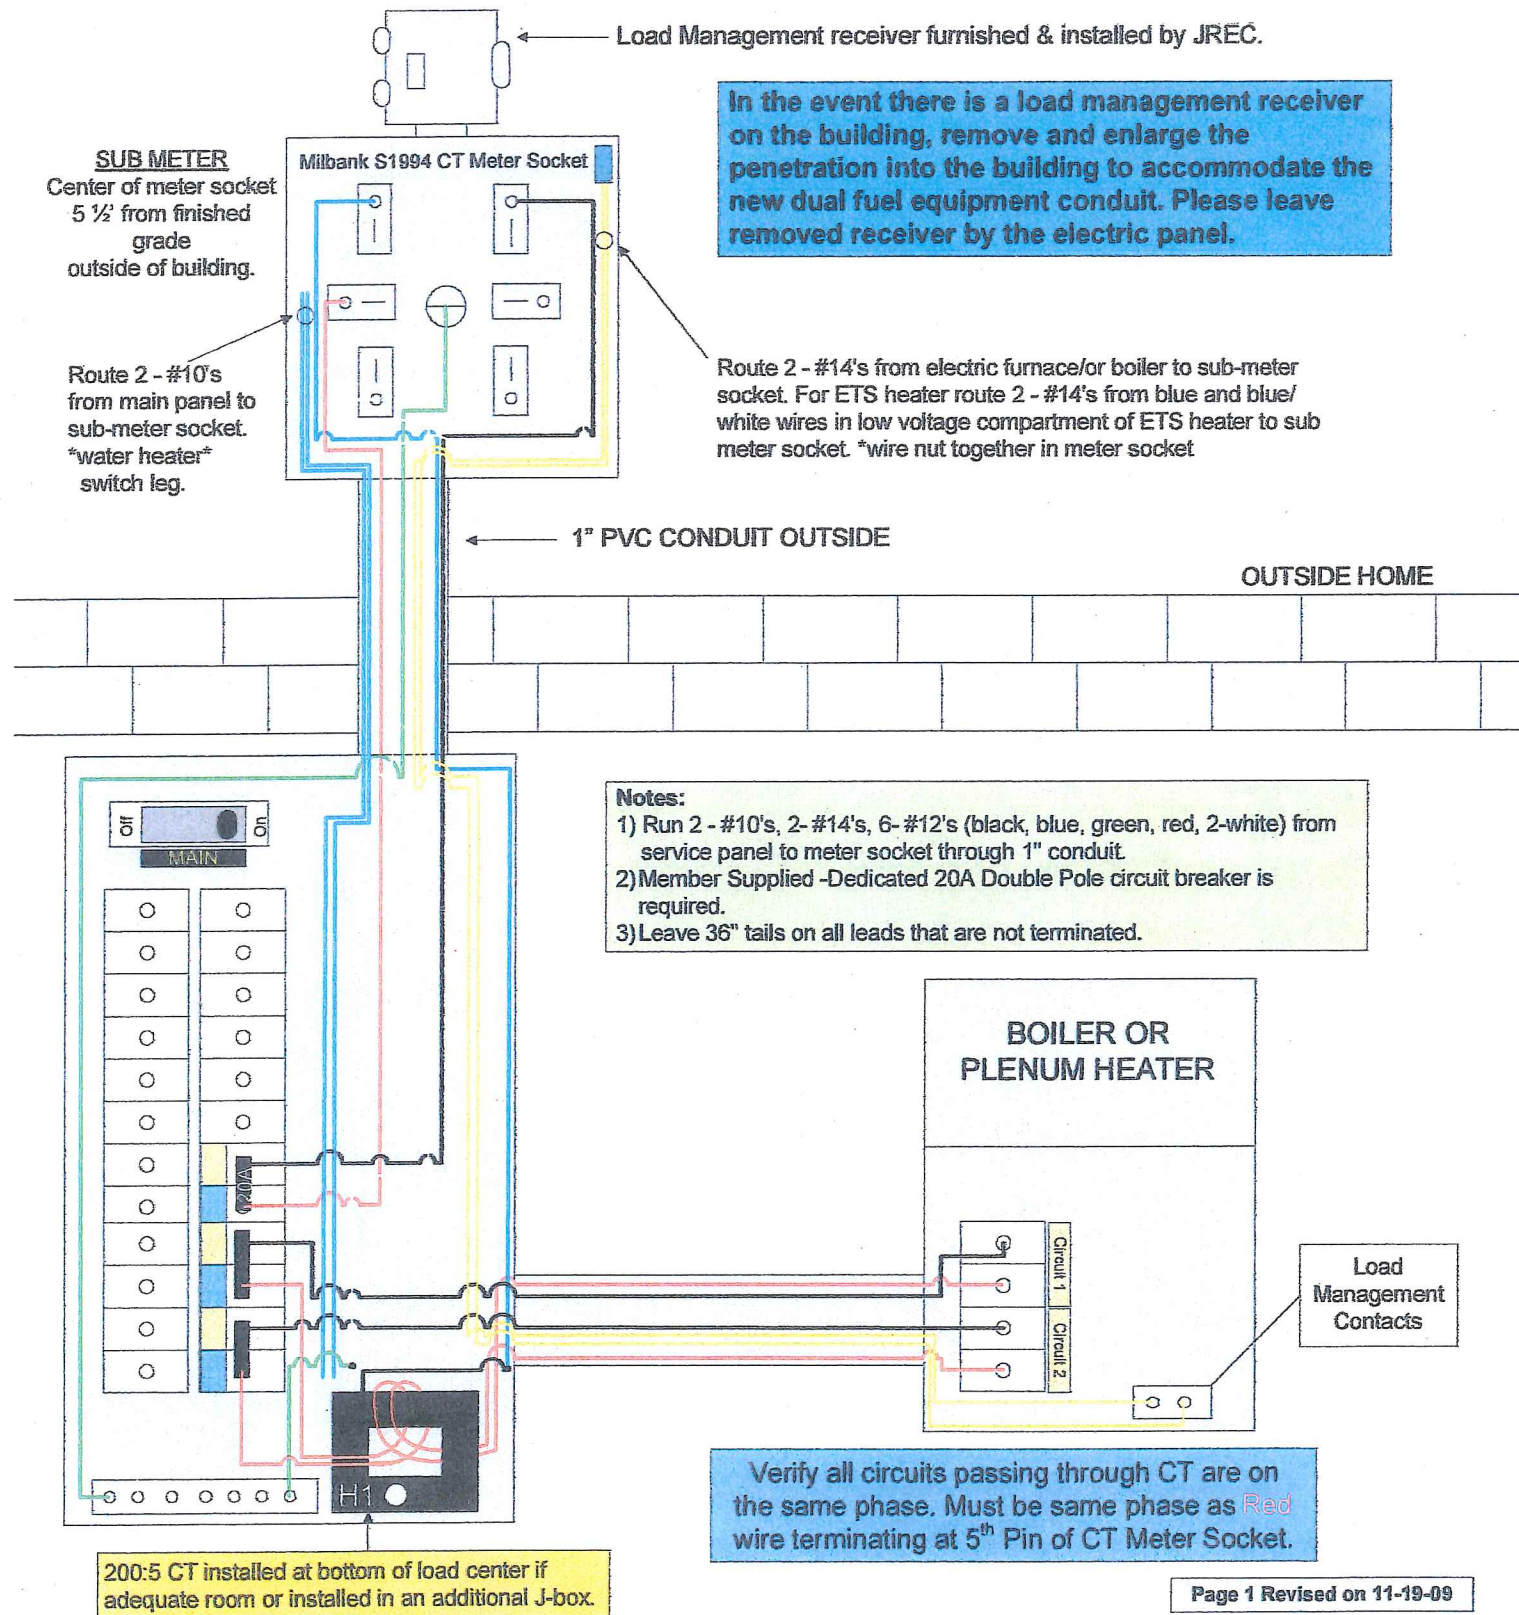 Load Management receiver furnished & installed by JREC.
In the event there is a load management receiver
on the building, remove and enlarge the
penetration into the building to accommodate the
new dual fuel equipment conduit. Please leave
removed receiver by the electric panel.
SUB METER
Center of meter socket
5 ½' from finished
grade
outside of building.
Milbank S1994 CT Meter Socket
Route 2 - #10's
from main panel to
sub-meter socket.
*water heater*
switch leg.
Route 2 - #14's from electric furnace/or boiler to sub-meter
socket. For ETS heater route 2 - #14's from blue and blue/
white wires in low voltage compartment of ETS heater to sub
meter socket. *wire nut together in meter socket
1" PVC CONDUIT OUTSIDE
OUTSIDE HOME
Off
On
MAIN
Notes:
1) Run 2 - #10's, 2- #14's, 6- #12's (black, blue, green, red, 2-white) from
service panel to meter socket through 1" conduit.
2)Member Supplied -Dedicated 20A Double Pole circuit breaker is
required.
3)Leave 36" tails on all leads that are not terminated.
20A
BOILER OR
PLENUM HEATER
Circuit 1
Circuit 2
Load
Management
Contacts
H1
Verify all circuits passing through CT are on
the same phase. Must be same phase as Red
wire terminating at 5th Pin of CT Meter Socket.
200:5 CT installed at bottom of load center if
adequate room or installed in an additional J-box.
Page 1 Revised on 11-19-09